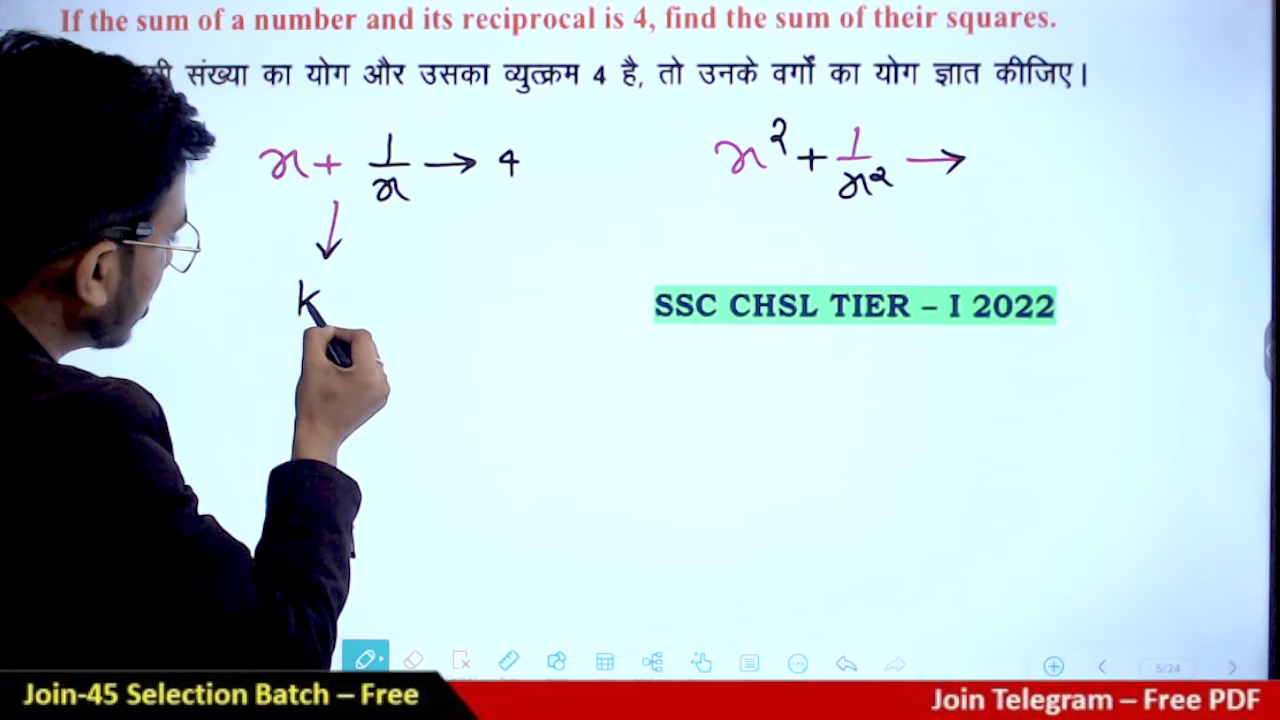 If the sum of a number and its reciprocal is 4, find the sum of their squares.
संख्या का योग और उसका व्युत्क्रम 4 है, तो उनके वर्गों का योग ज्ञात कीजिए।
x + 1/x → 4
x² + 1/x² →
↓
K
SSC CHSL TIER – I 2022
5/24
Join-45 Selection Batch – Free
Join Telegram – Free PDF